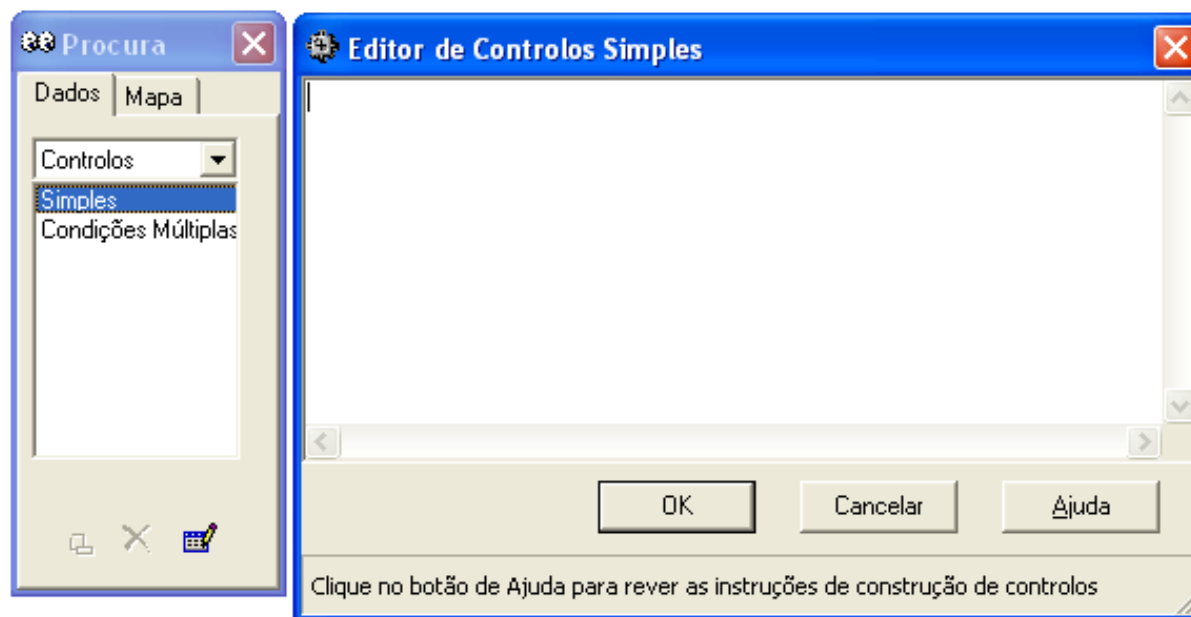 Procura
Dados
Mapa
Controlos
Simples
Condições Múltiplas
Editor de Controlos Simples
OK
Cancelar
Ajuda
Clique no botão de Ajuda para rever as instruções de construção de controlos